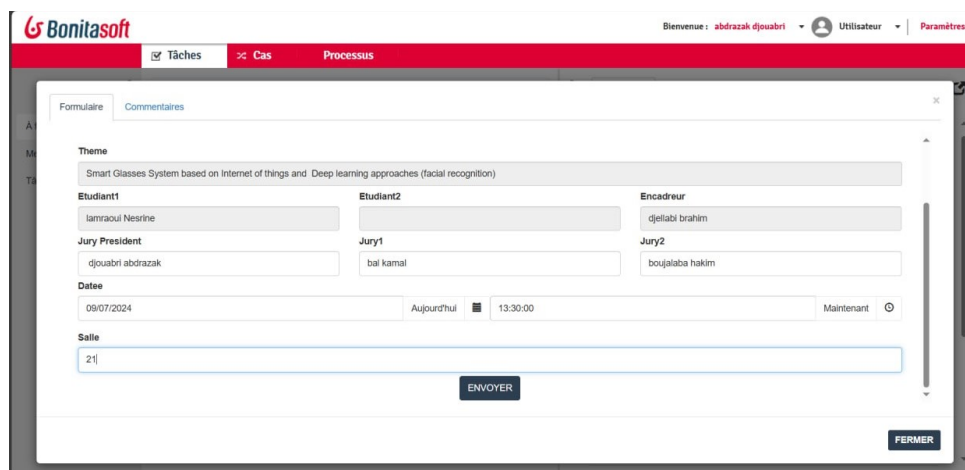 Bonitasoft
Bienvenue : abdrazak djouabri Utilisateur Paramètres
Tâches Cas Processus
Formulaire Commentaires ×
Theme
Smart Glasses System based on Internet of things and Deep learning approaches (facial recognition)
Etudiant1 Etudiant2 Encadreur
lamraoui Nesrine djellabi brahim
Jury President Jury1 Jury2
djouabri abdrazak bal kamal boujalaba hakim
Datee
09/07/2024 Aujourd'hui 13:30:00 Maintenant
Salle
21
ENVOYER
FERMER